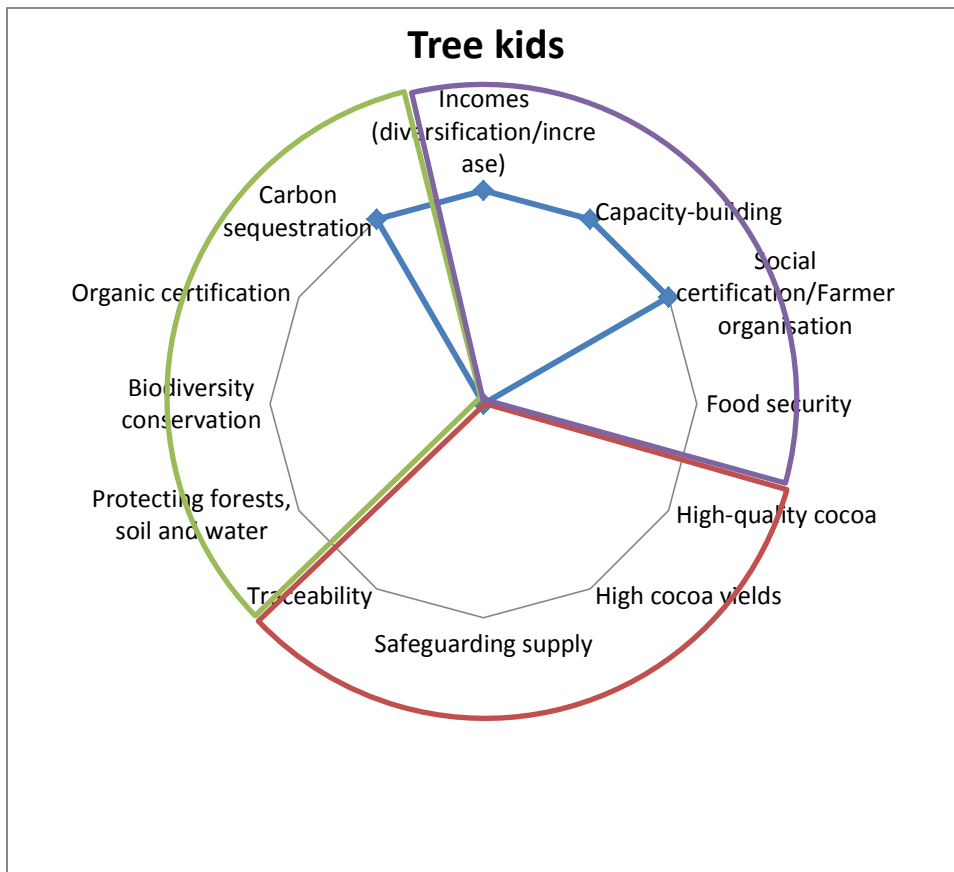 Tree kids
Incomes
(diversification/incre
ase)
Capacity-building
Social
certification/Farmer
organisation
Food security
High-quality cocoa
High cocoa yields
Safeguarding supply
Traceability
Protecting forests,
soil and water
Biodiversity
conservation
Organic certification
Carbon
sequestration